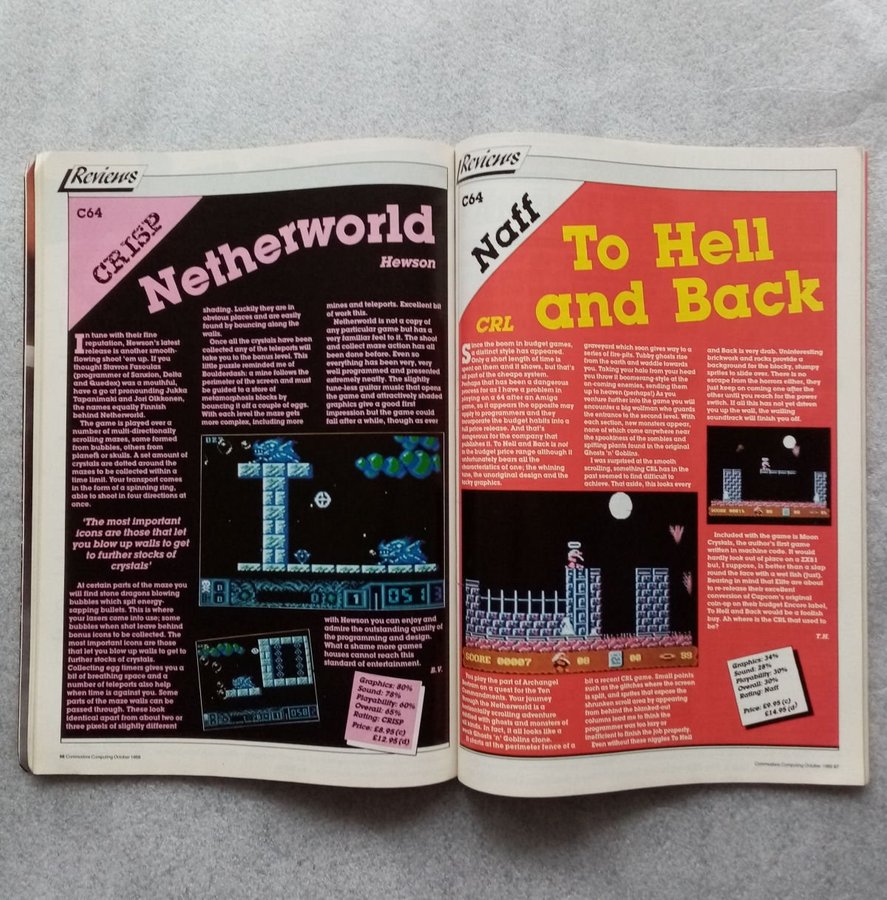 Reviews
C64
CRISP
Netherworld
Hewson
In tune with their fine
reputation, Hewson's latest
release is another smooth-
flowing shoot 'em up. If you
thought Stavros Fasoulas
(programmer of Sanxion, Delta
and Quedex) was a mouthful,
have a go at pronounding Jukka
Tapanimaki and Jori Olkkonen,
the names equally Finnish
behind Netherworld.
The game is played over a
number of multi-directionally
scrolling mazes, some formed
from bubbles, others from
planets or skulls. A set amount of
crystals are dotted around the
mazes to be collected within a
time limit. Your transport comes
in the form of a spinning ring,
able to shoot in four directions at
once.
'The most important
icons are those that let
you blow up walls to get
to further stocks of
crystals'
At certain parts of the maze you
will find stone dragons blowing
bubbles which spit energy-
sapping bullets. This is where
your lasers come into use; some
bubbles when shot leave behind
bonus icons to be collected. The
most important icons are those
that let you blow up walls to get to
further stocks of crystals.
Collecting egg timers gives you a
bit of breathing space and a
number of teleports also help
when time is against you. Some
parts of the maze walls can be
passed through. These look
identical apart from about two or
three pixels of slightly different
shading. Luckily they are in
obvious places and are easily
found by bouncing along the
walls.
Once all the crystals have been
collected any of the teleports will
take you to the bonus level. This
little puzzle reminded me of
Boulderdash; a mine follows the
perimeter of the screen and must
be guided to a store of
metamorphosis blocks by
bouncing it off a couple of eggs.
With each level the maze gets
more complex, including more
mines and teleports. Excellent bit
of work this.
Netherworld is not a copy of
any particular game but has a
very familiar feel to it. The shoot
and collect maze action has all
been done before. Even so
everything has been very, very
well programmed and presented
extremely neatly. The slightly
tune-less guitar music that opens
the game and attractively shaded
graphics give a good first
impression but the game could
fall after a while, though as ever
with Hewson you can enjoy and
admire the outstanding quality of
the programming and design.
What a shame more games
houses cannot reach this
standard of entertainment.
Graphics: 80%
Sound: 78%
Playability: 60%
Overall: 65%
Rating: CRISP
Price: £8.95 (c)
£12.95 (d)
Commodore Computing October 1988
Reviews
C64
Naff
To Hell
and Back
CRL
Since the boom in budget games,
a distinct style has appeared.
Only a short length of time is
spent on them and it shows, but that's
all part of the cheapo system.
Perhaps that has been a dangerous
process for as I have a problem in
playing on a 64 after an Amiga
game, so it appears the opposite may
apply to programmers and they
incorporate the budget habits into a
full price release. And that's
dangerous for the company that
publishes it. To Hell and Back is not
in the budget price range although it
unfortunately bears all the
characteristics of one; the whining
tune, the unoriginal design and the
tacky graphics.
You play the part of Archangel
on a quest for the Ten
Commandments. Your journey
through the Netherworld is a
horizontally scrolling adventure
with ghosts and monsters of
all kinds. In fact, it all looks like a
Ghosts 'n' Goblins clone.
It starts at the perimeter fence of a
graveyard which soon gives way to a
series of fire-pits. Tubby ghosts rise
from the earth and waddle towards
you. Taking your halo from your head
you throw it boomerang-style at the
on-coming enemies, sending them
up to heaven (perhaps!) As you
venture further into the game you will
encounter a big wolfman who guards
the entrance to the second level. With
each section, new monsters appear,
none of which come anywhere near
the spookiness of the zombies and
spitting plants found in the original
Ghosts 'n' Goblins.
I was surprised at the smooth
scrolling, something CRL has in the
past seemed to find difficult to
achieve. That aside, this looks every
bit a recent CRL game. Small points
such as the glitches where the screen
is split, and sprites that expose the
shrunken scroll area by appearing
from behind the blanked-out
columns lead me to think the
programmer was too lazy or
inefficient to finish the job properly.
Even without these niggles To Hell
and Back is very drab. Uninteresting
brickwork and rocks provide a
background for the blocky, stumpy
sprites to slide over. There is no
escape from the horrors either, they
just keep on coming one after the
other until you reach for the power
switch. If all this has not yet driven
you up the wall, the wailing
soundtrack will finish you off.
Included with the game is Moon
Crystals, the author's first game
written in machine code. It would
hardly look out of place on a ZX81
but, I suppose, is better than a slap
round the face with a wet fish (just).
Bearing in mind that Elite are about
to re-release their excellent
conversion of Capcom's original
coin-op on their budget Encore label,
To Hell and Back would be a foolish
buy. Ah where is the CRL that used to
be?
T.H.
SCORE 00007 06 00 99
Graphics: 34%
Sound: 28%
Playability: 30%
Overall: 30%
Rating: Naff
Price: £9.95 (c)
£14.95 (d)
Commodore Computing October 1988 67